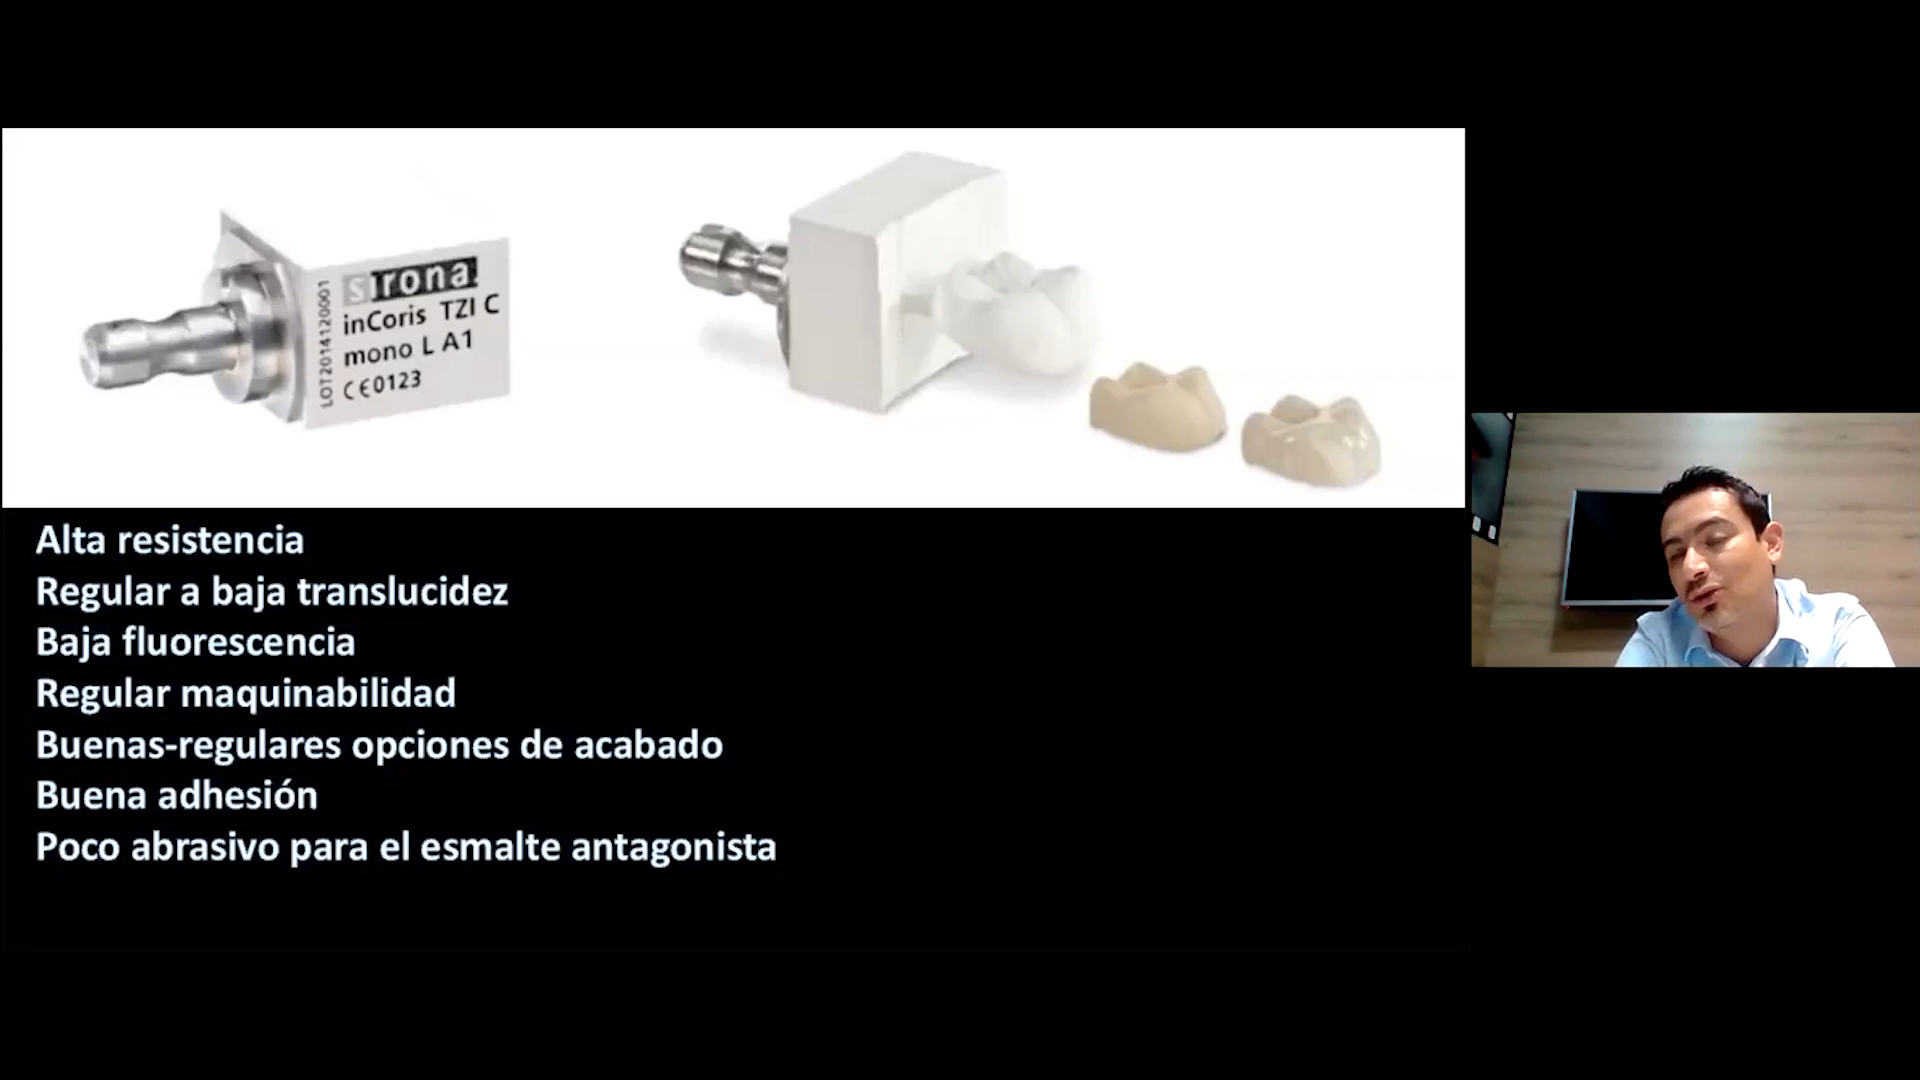 sirona.
inCoris TZI C
mono L A1
CE0123
LOT201412001
Alta resistencia
Regular a baja translucidez
Baja fluorescencia
Regular maquinabilidad
Buenas-regulares opciones de acabado
Buena adhesión
Poco abrasivo para el esmalte antagonista